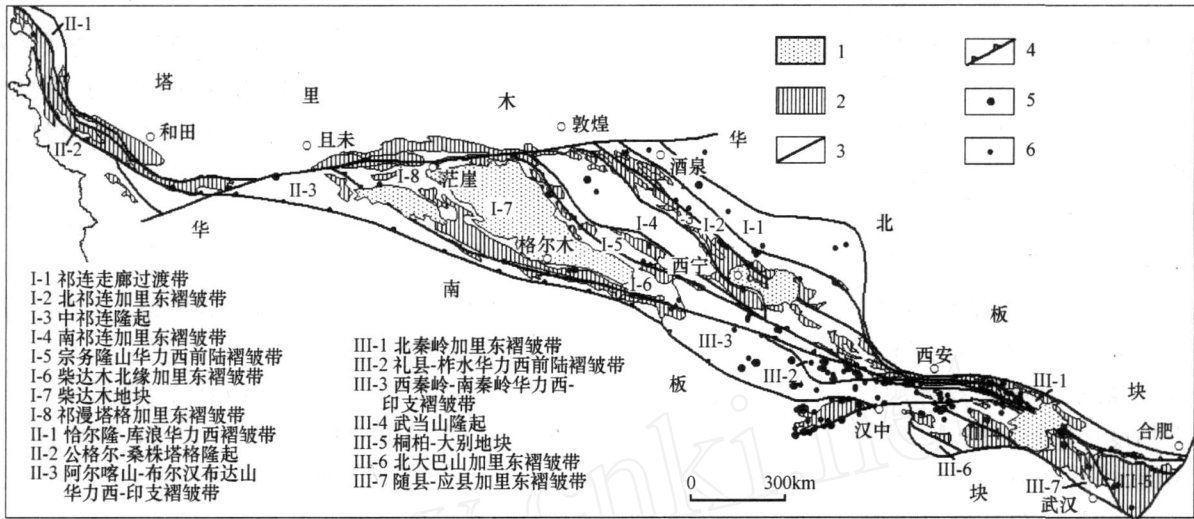 II-1
塔
里
木
II-2
和田
且未
敦煌
华
酒泉
北
板
块
II-3
I-8
茫崖
I-7
I-4
I-3
I-2
I-1
格尔木
I-5
西宁
I-6
华
南
板
块
III-3
III-2
西安
III-1
合肥
汉中
III-6
III-7
武汉
1
2
3
4
5
6
I-1 祁连走廊过渡带
I-2 北祁连加里东褶皱带
I-3 中祁连隆起
I-4 南祁连加里东褶皱带
I-5 宗务隆山华力西前陆褶皱带
I-6 柴达木北缘加里东褶皱带
I-7 柴达木地块
I-8 祁漫塔格加里东褶皱带
II-1 恰尔隆-库浪华力西褶皱带
II-2 公格尔-桑株塔格隆起
II-3 阿尔喀山-布尔汉布达山
华力西-印支褶皱带
III-1 北秦岭加里东褶皱带
III-2 礼县-柞水华力西前陆褶皱带
III-3 西秦岭-南秦岭华力西-
印支褶皱带
III-4 武当山隆起
III-5 桐柏-大别地块
III-6 北大巴山加里东褶皱带
III-7 随县-应县加里东褶皱带
0 300km